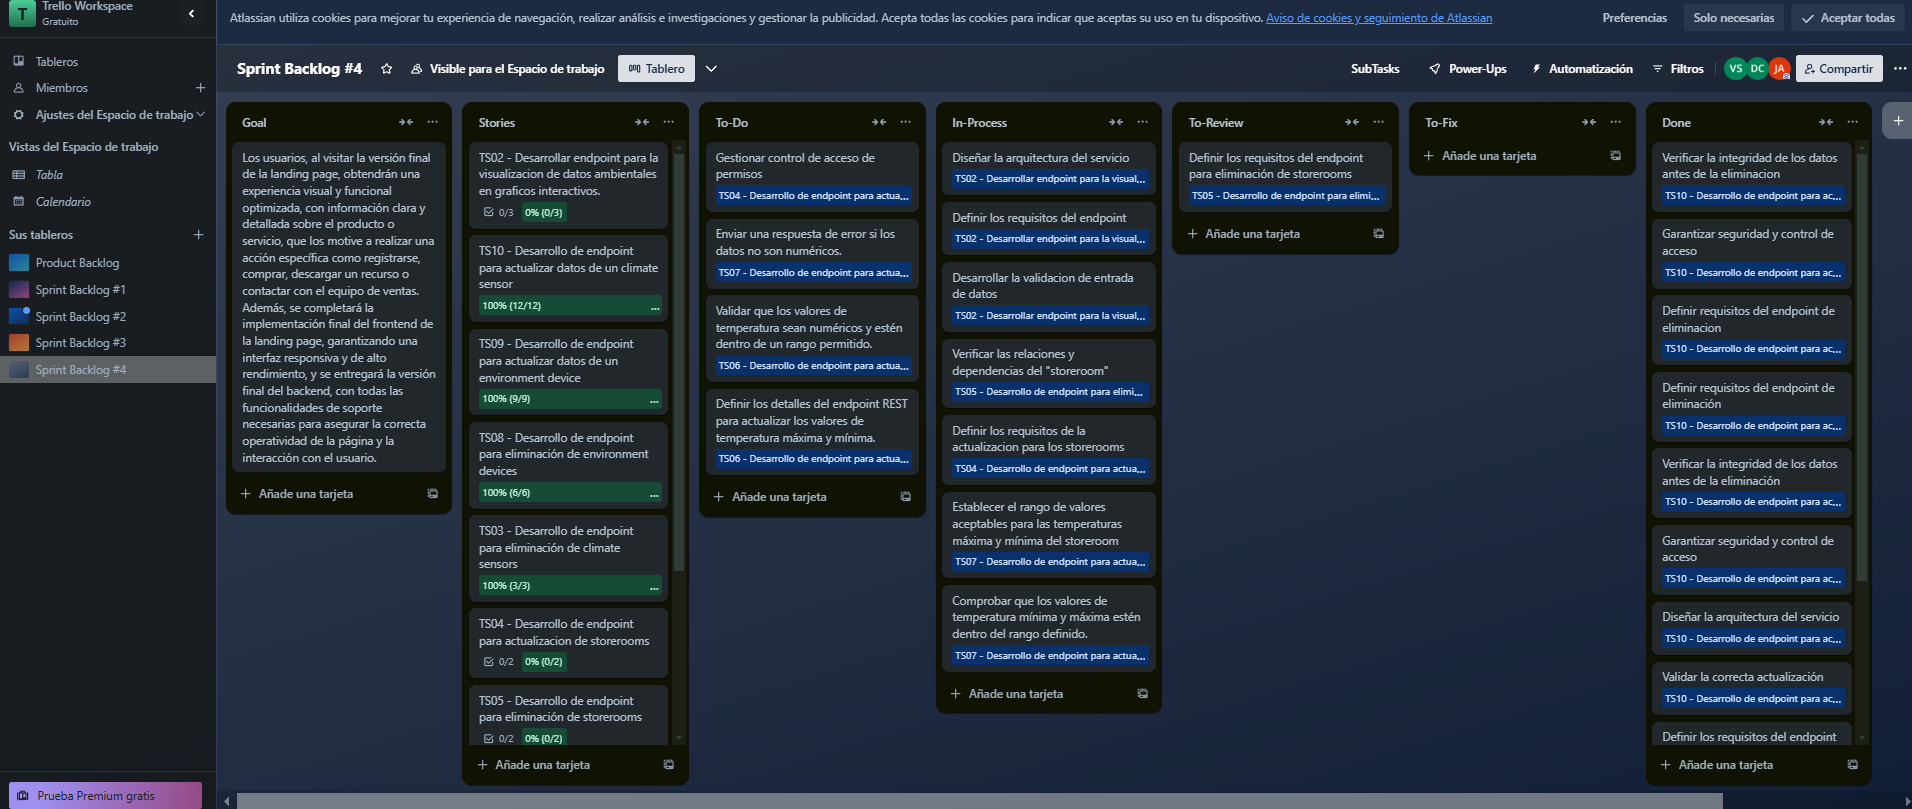 T
Trello Workspace
Gratuito
Tableros
Miembros
Ajustes del Espacio de trabajo
Vistas del Espacio de trabajo
Tabla
Calendario
Sus tableros
Product Backlog
Sprint Backlog #1
Sprint Backlog #2
Sprint Backlog #3
Sprint Backlog #4
Prueba Premium gratis
Atlassian utiliza cookies para mejorar tu experiencia de navegación, realizar análisis e investigaciones y gestionar la publicidad. Acepta todas las cookies para indicar que aceptas su uso en tu dispositivo. Aviso de cookies y seguimiento de Atlassian
Preferencias
Solo necesarias
Aceptar todas
Sprint Backlog #4
Visible para el Espacio de trabajo
Tablero
SubTasks
Power-Ups
Automatización
Filtros
VS
DC
JA
Compartir
Goal
Los usuarios, al visitar la versión final
de la landing page, obtendrán una
experiencia visual y funcional
optimizada, con información clara y
detallada sobre el producto o
servicio, que los motive a realizar una
acción específica como registrarse,
comprar, descargar un recurso o
contactar con el equipo de ventas.
Además, se completará la
implementación final del frontend de
la landing page, garantizando una
interfaz responsiva y de alto
rendimiento, y se entregará la versión
final del backend, con todas las
funcionalidades de soporte
necesarias para asegurar la correcta
operatividad de la página y la
interacción con el usuario.
Añade una tarjeta
Stories
TS02 - Desarrollar endpoint para la
visualizacion de datos ambientales
en graficos interactivos.
0/3
0% (0/3)
TS10 - Desarrollo de endpoint
para actualizar datos de un climate
sensor
100% (12/12)
...
TS09 - Desarrollo de endpoint
para actualizar datos de un
environment device
100% (9/9)
...
TS08 - Desarrollo de endpoint
para eliminación de environment
devices
100% (6/6)
...
TS03 - Desarrollo de endpoint
para eliminación de climate
sensors
100% (3/3)
...
TS04 - Desarrollo de endpoint
para actualizacion de storerooms
0/2
0% (0/2)
TS05 - Desarrollo de endpoint
para eliminación de storerooms
0/2
0% (0/2)
Añade una tarjeta
To-Do
Gestionar control de acceso de
permisos
TS04 - Desarrollo de endpoint para actua...
Enviar una respuesta de error si los
datos no son numéricos.
TS07 - Desarrollo de endpoint para actua...
Validar que los valores de
temperatura sean numéricos y estén
dentro de un rango permitido.
TS06 - Desarrollo de endpoint para actua...
Definir los detalles del endpoint REST
para actualizar los valores de
temperatura máxima y mínima.
TS06 - Desarrollo de endpoint para actua...
Añade una tarjeta
In-Process
Diseñar la arquitectura del servicio
TS02 - Desarrollar endpoint para la visual...
Definir los requisitos del endpoint
TS02 - Desarrollar endpoint para la visual...
Desarrollar la validacion de entrada
de datos
TS02 - Desarrollar endpoint para la visual...
Verificar las relaciones y
dependencias del "storeroom"
TS05 - Desarrollo de endpoint para elimi...
Definir los requisitos de la
actualizacion para los storerooms
TS04 - Desarrollo de endpoint para actua...
Establecer el rango de valores
aceptables para las temperaturas
máxima y mínima del storeroom
TS07 - Desarrollo de endpoint para actua...
Comprobar que los valores de
temperatura mínima y máxima estén
dentro del rango definido.
TS07 - Desarrollo de endpoint para actua...
Añade una tarjeta
To-Review
Definir los requisitos del endpoint
para eliminación de storerooms
TS05 - Desarrollo de endpoint para elimi...
Añade una tarjeta
To-Fix
Añade una tarjeta
Done
Verificar la integridad de los datos
antes de la eliminacion
TS10 - Desarrollo de endpoint para ac...
Garantizar seguridad y control de
acceso
TS10 - Desarrollo de endpoint para ac...
Definir requisitos del endpoint de
eliminacion
TS10 - Desarrollo de endpoint para ac...
Definir requisitos del endpoint de
eliminación
TS10 - Desarrollo de endpoint para ac...
Verificar la integridad de los datos
antes de la eliminación
TS10 - Desarrollo de endpoint para ac...
Garantizar seguridad y control de
acceso
TS10 - Desarrollo de endpoint para ac...
Diseñar la arquitectura del servicio
TS10 - Desarrollo de endpoint para ac...
Validar la correcta actualización
TS10 - Desarrollo de endpoint para ac...
Definir los requisitos del endpoint
Añade una tarjeta